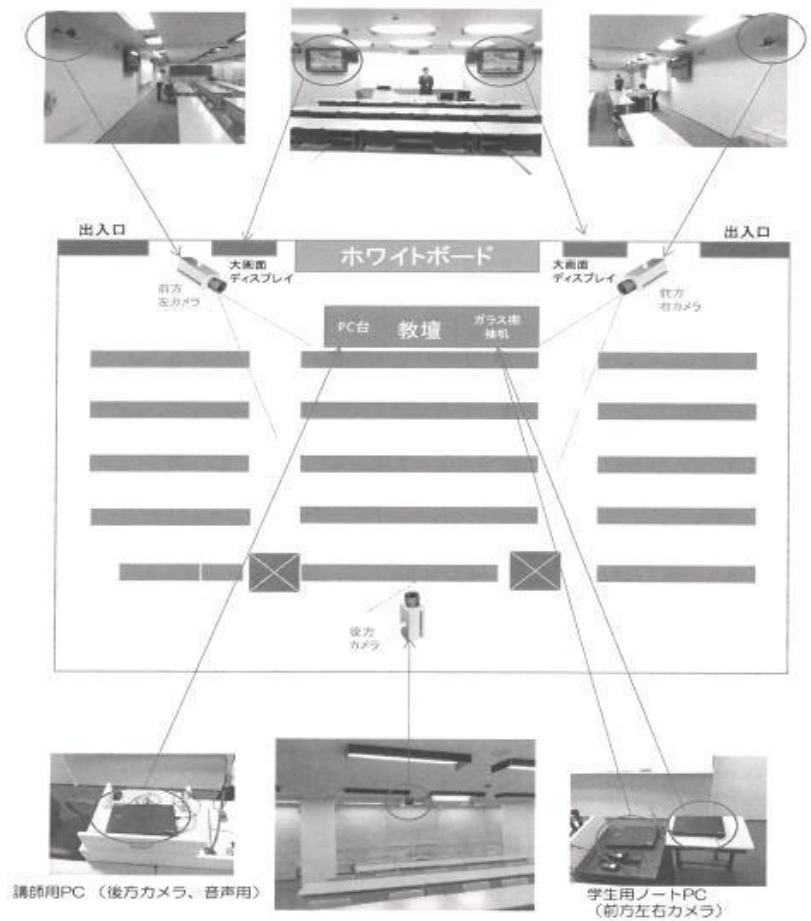 出入口
出入口
大画面
ディスプレイ
ホワイトボード
大画面
ディスプレイ
前方
左カメラ
前方
右カメラ
PC台
教壇
ガラス棚
袖机
後方
カメラ
講師用PC (後方カメラ、音声用)
学生用ノートPC
(前方左右カメラ)